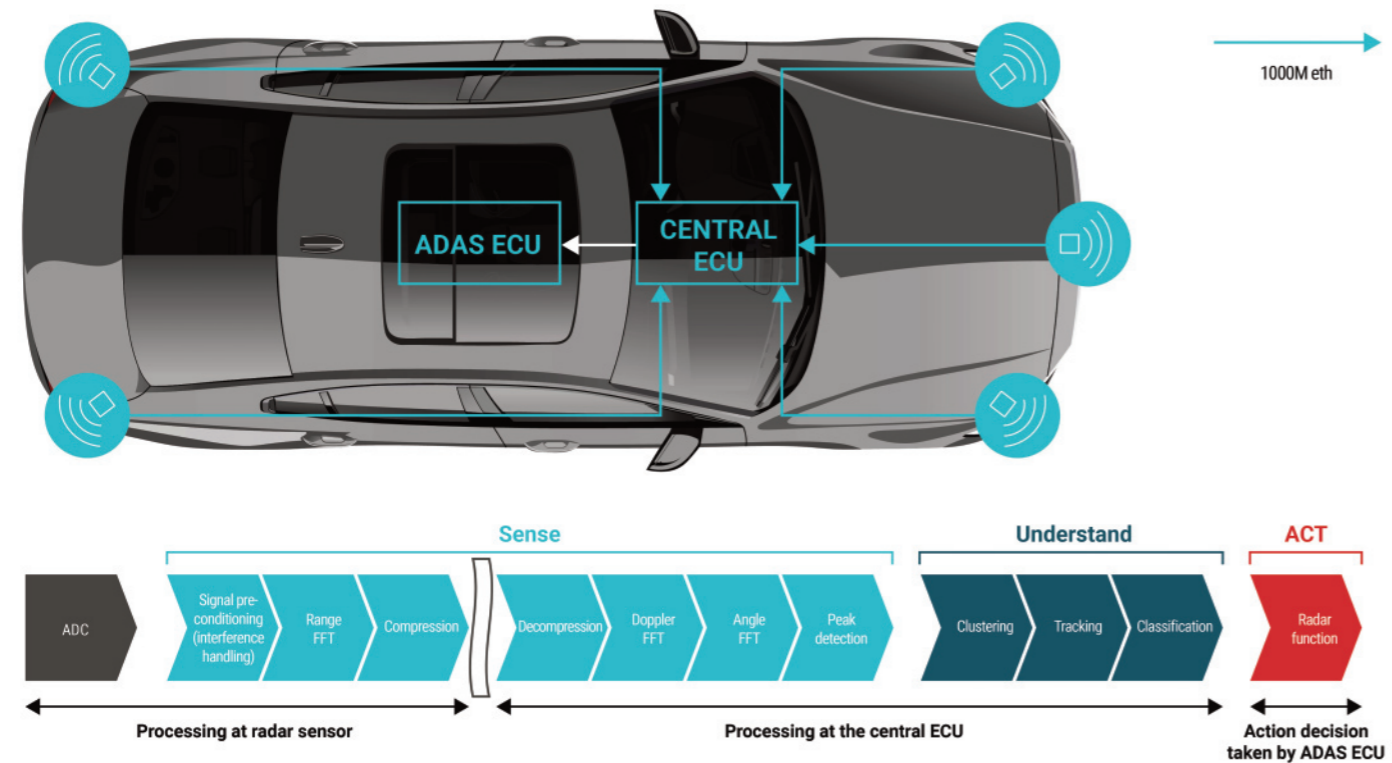 1000M eth
ADAS ECU
CENTRAL
ECU
Sense
Understand
ACT
ADC
Signal pre-
conditioning
(interference
handling)
Range
FFT
Compression
Decompression
Doppler
FFT
Angle
FFT
Peak
detection
Clustering
Tracking
Classification
Radar
function
Processing at radar sensor
Processing at the central ECU
Action decision
taken by ADAS ECU